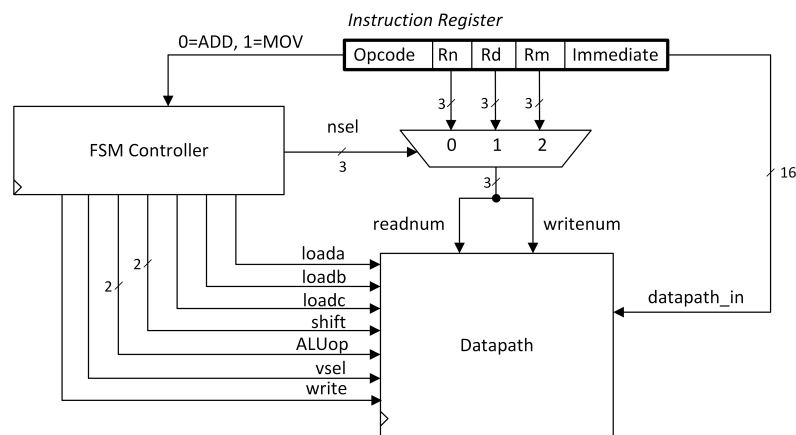 Instruction Register
0=ADD, 1=MOV
Opcode Rn Rd Rm Immediate
3 3 3
nsel
FSM Controller
0 1 2
3
16
3
readnum writenum
loada
2
loadb
2
loadc
datapath_in
shift
ALUop
Datapath
vsel
write